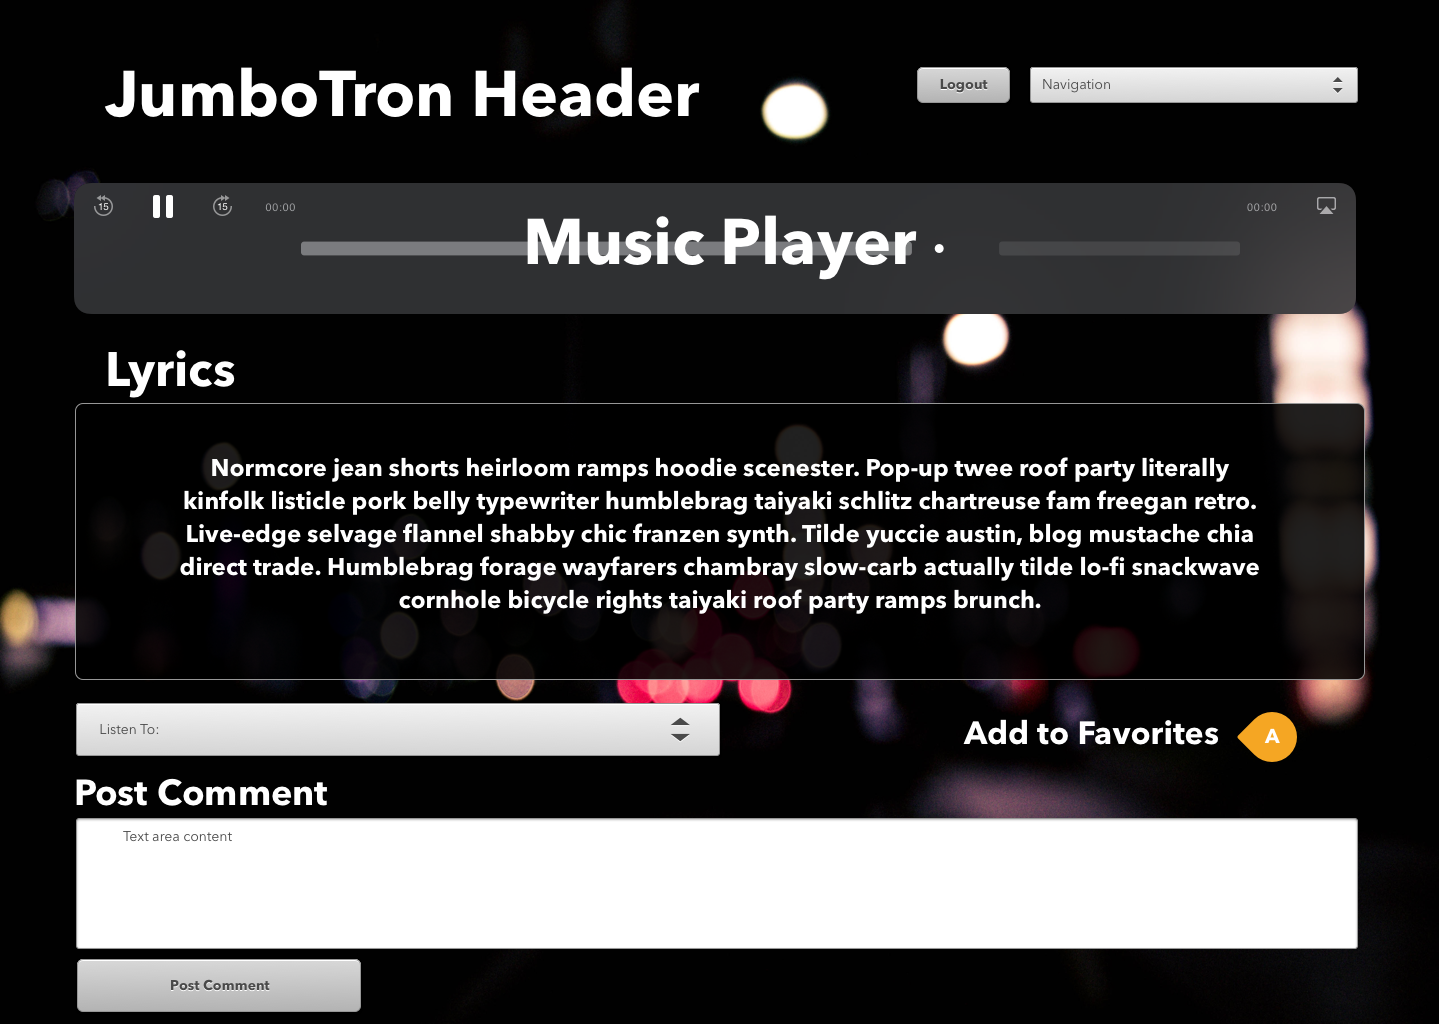 JumboTron Header
Logout
Navigation
15
15
00:00
00:00
Music Player •
Lyrics
Normcore jean shorts heirloom ramps hoodie scenester. Pop-up twee roof party literally
kinfolk listicle pork belly typewriter humblebrag taiyaki schlitz chartreuse fam freegan retro.
Live-edge selvage flannel shabby chic franzen synth. Tilde yuccie austin, blog mustache chia
direct trade. Humblebrag forage wayfarers chambray slow-carb actually tilde lo-fi snackwave
cornhole bicycle rights taiyaki roof party ramps brunch.
Listen To:
Add to Favorites
A
Post Comment
Text area content
Post Comment